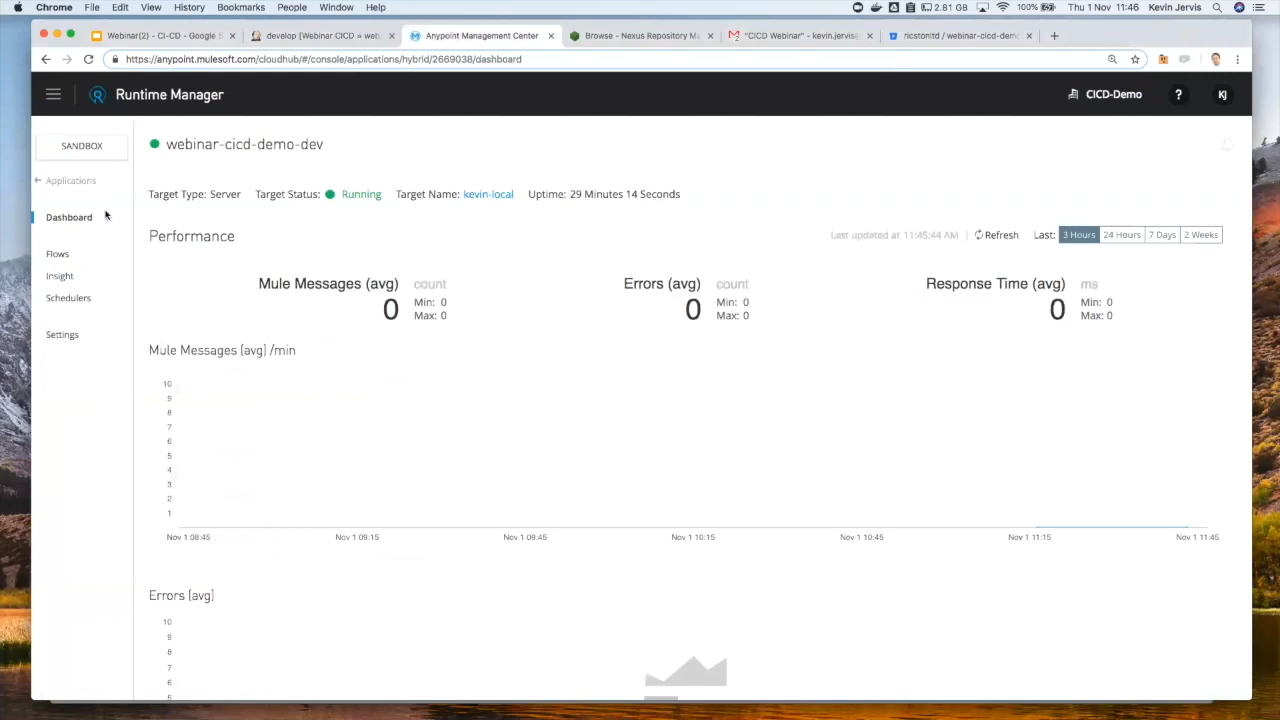 Chrome File Edit View History Bookmarks People Window Help 2.81 GB 100% Thu 1 Nov 11:46 Kevin Jervis
Webinar(2) - CI-CD - Google S × develop [Webinar CICD » web × Anypoint Management Center × Browse - Nexus Repository M × "CICD Webinar" - kevin.jervise × ricstonltd / webinar-cicd-demo ×
https://anypoint.mulesoft.com/cloudhub/#/console/applications/hybrid/2669038/dashboard
Runtime Manager CICD-Demo ? KJ
SANDBOX
Applications
Dashboard
Flows
Insight
Schedulers
Settings
webinar-cicd-demo-dev
Target Type: Server Target Status: Running Target Name: kevin-local Uptime: 29 Minutes 14 Seconds
Performance Last updated at 11:45:44 AM Refresh Last: 3 Hours 24 Hours 7 Days 2 Weeks
Mule Messages (avg) count Errors (avg) count Response Time (avg) ms
0 Min: 0 0 Min: 0 0 Min: 0
Max: 0 Max: 0 Max: 0
Mule Messages (avg) /min
10
9
8
7
6
5
4
3
2
1
Nov 1 08:45 Nov 1 09:15 Nov 1 09:45 Nov 1 10:15 Nov 1 10:45 Nov 1 11:15 Nov 1 11:45
Errors (avg)
10
9
8
7
6
5